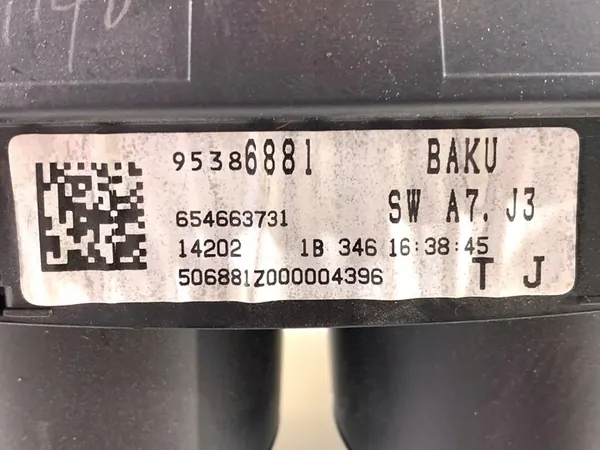 95386881 BAKU
654663731 SW A7. J3
14202 1B 346 16:38:45
506881Z000004396 T J